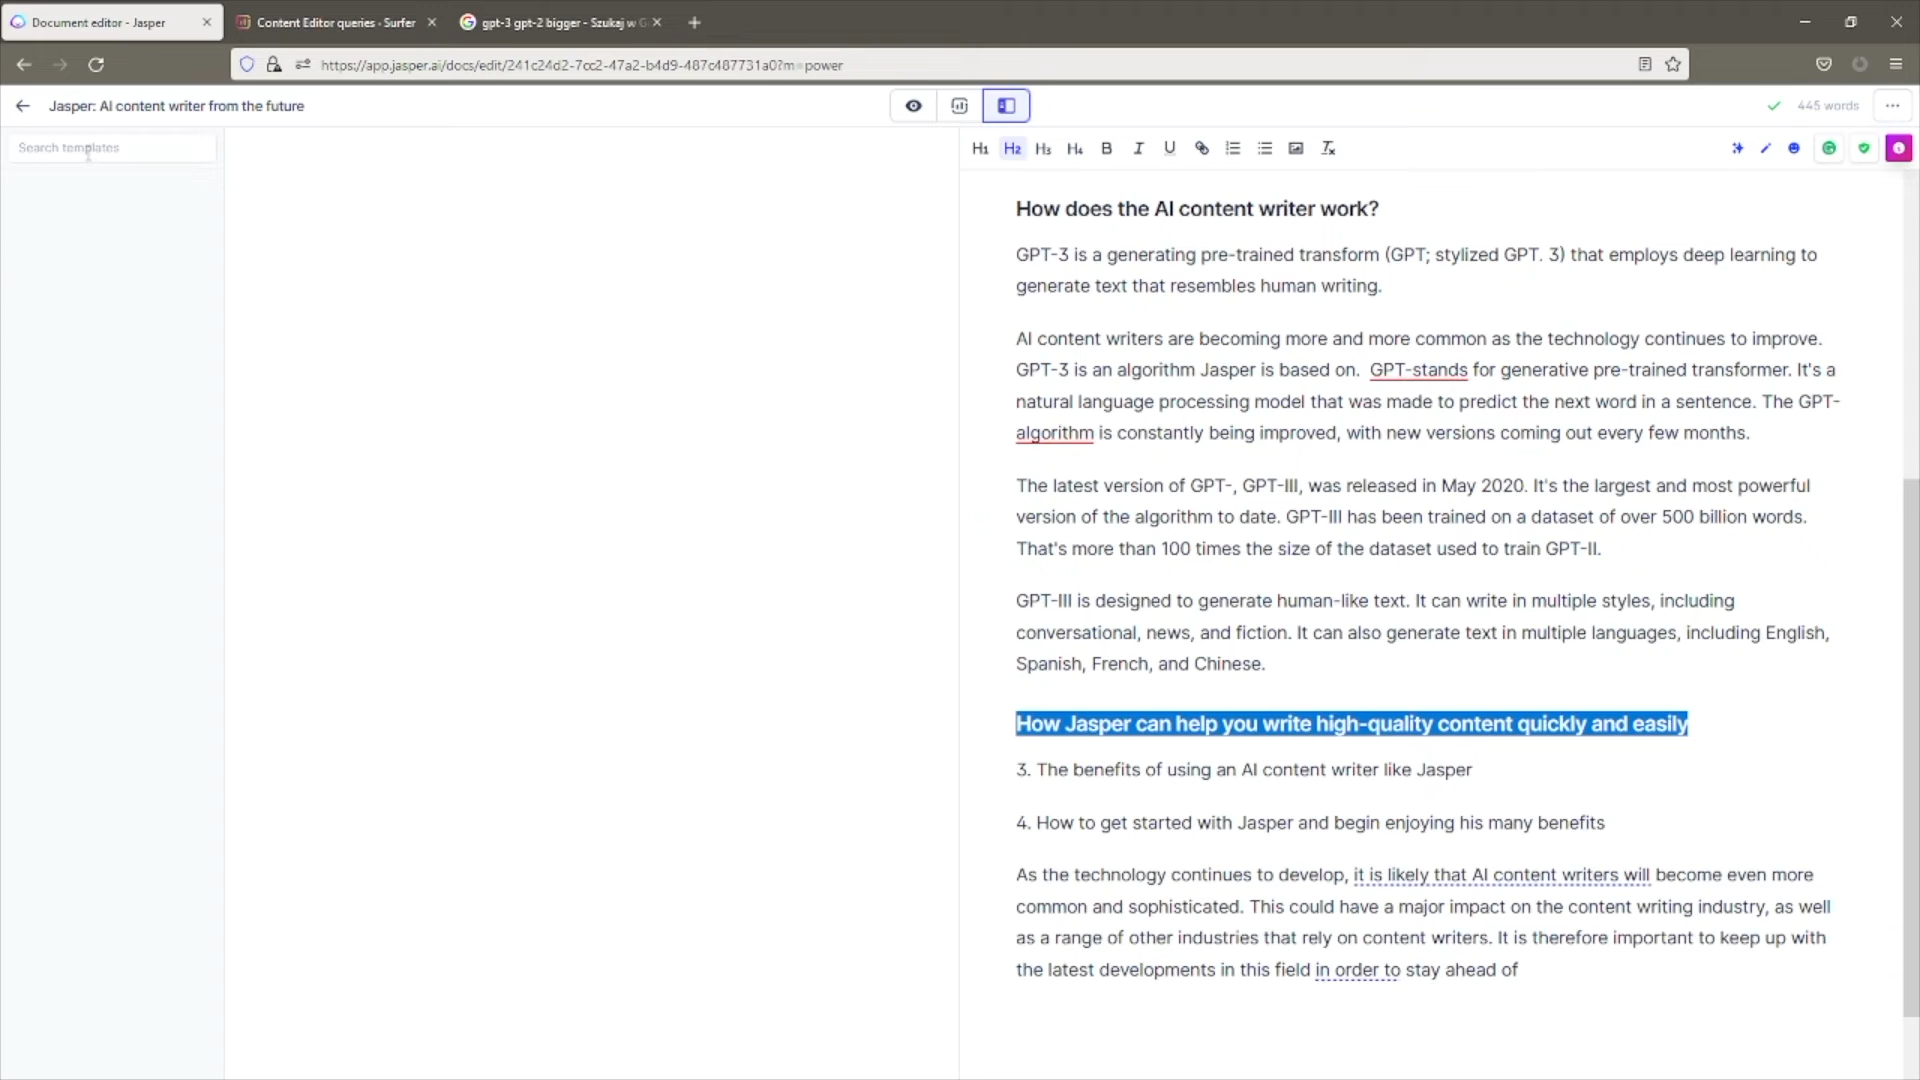 Document editor - Jasper
Content Editor queries · Surfer
gpt-3 gpt-2 bigger - Szukaj w G
https://app.jasper.ai/docs/edit/241c24d2-7cc2-47a2-b4d9-487c487731a0?m=power
Jasper: AI content writer from the future
445 words
Search templates
H1 H2 H3 H4 B I U
How does the AI content writer work?
GPT-3 is a generating pre-trained transform (GPT; stylized GPT. 3) that employs deep learning to
generate text that resembles human writing.
AI content writers are becoming more and more common as the technology continues to improve.
GPT-3 is an algorithm Jasper is based on.  GPT-stands for generative pre-trained transformer. It's a
natural language processing model that was made to predict the next word in a sentence. The GPT-
algorithm is constantly being improved, with new versions coming out every few months.
The latest version of GPT-, GPT-III, was released in May 2020. It's the largest and most powerful
version of the algorithm to date. GPT-III has been trained on a dataset of over 500 billion words.
That's more than 100 times the size of the dataset used to train GPT-II.
GPT-III is designed to generate human-like text. It can write in multiple styles, including
conversational, news, and fiction. It can also generate text in multiple languages, including English,
Spanish, French, and Chinese.
How Jasper can help you write high-quality content quickly and easily
3. The benefits of using an AI content writer like Jasper
4. How to get started with Jasper and begin enjoying his many benefits
As the technology continues to develop, it is likely that AI content writers will become even more
common and sophisticated. This could have a major impact on the content writing industry, as well
as a range of other industries that rely on content writers. It is therefore important to keep up with
the latest developments in this field in order to stay ahead of